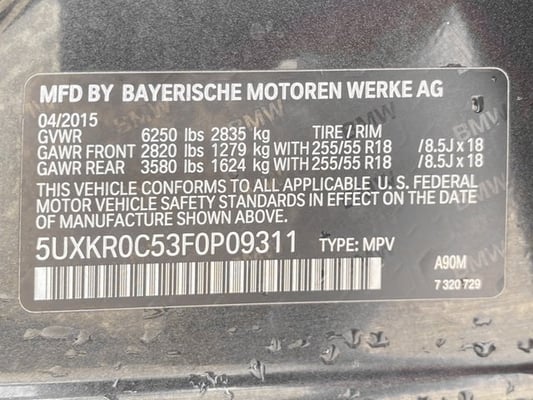 MFD BY BAYERISCHE MOTOREN WERKE AG
04/2015
GVWR 6250 lbs 2835 kg TIRE / RIM
GAWR FRONT 2820 lbs 1279 kg WITH 255/55 R18 /8.5J x 18
GAWR REAR 3580 lbs 1624 kg WITH 255/55 R18 /8.5J x 18
THIS VEHICLE CONFORMS TO ALL APPLICABLE U. S. FEDERAL
MOTOR VEHICLE SAFETY STANDARDS IN EFFECT ON THE DATE
OF MANUFACTURE SHOWN ABOVE.
5UXKR0C53F0P09311 TYPE: MPV
A90M
7 320 729